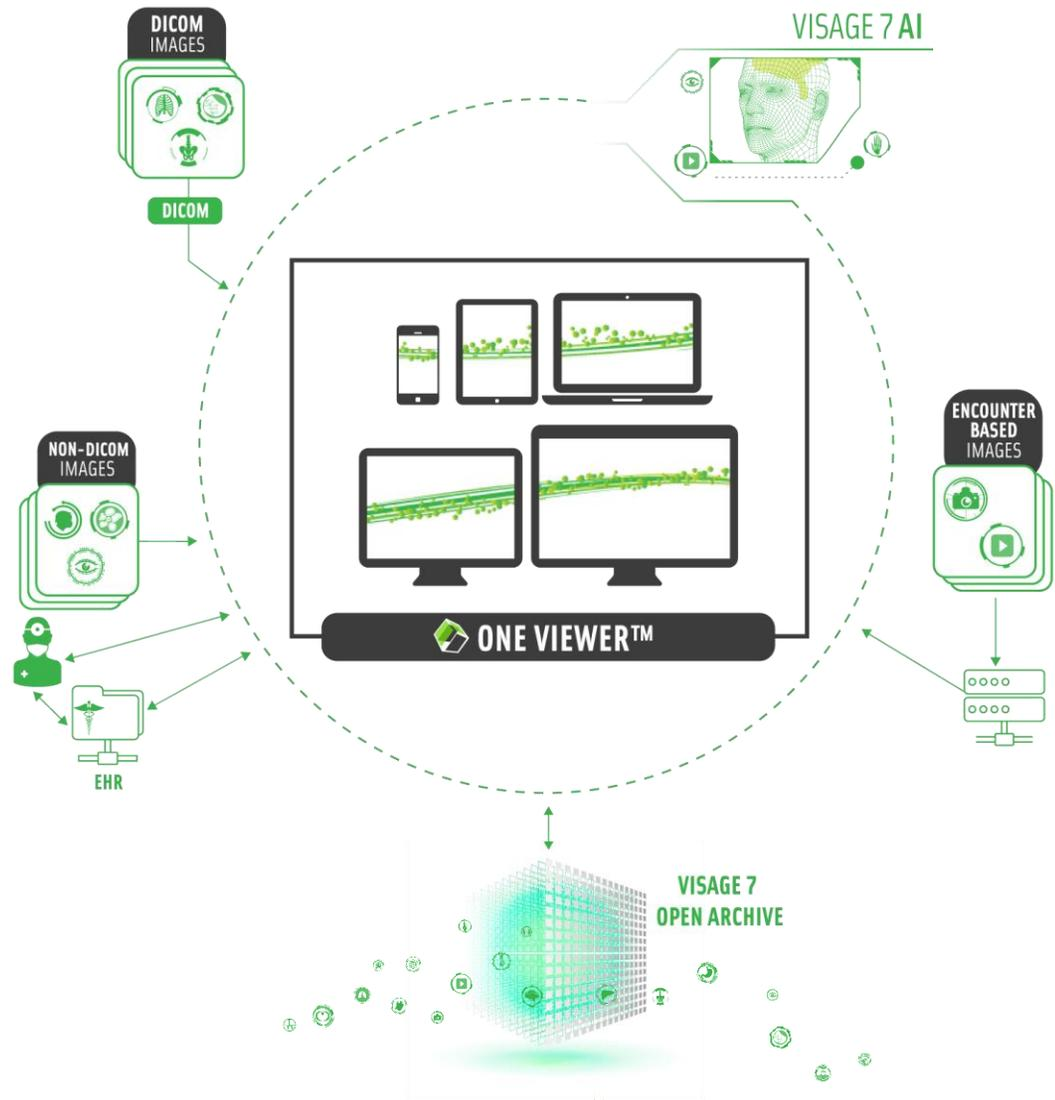 DICOM
IMAGES
DICOM
VISAGE 7 AI
NON-DICOM
IMAGES
ENCOUNTER
BASED
IMAGES
ONE VIEWER™
EHR
VISAGE 7
OPEN ARCHIVE